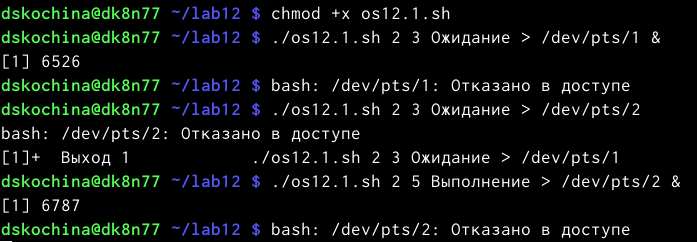 dskochina@dk8n77 ~/lab12 $ chmod +x os12.1.sh
dskochina@dk8n77 ~/lab12 $ ./os12.1.sh 2 3 Ожидание > /dev/pts/1 &
[1] 6526
dskochina@dk8n77 ~/lab12 $ bash: /dev/pts/1: Отказано в доступе
dskochina@dk8n77 ~/lab12 $ ./os12.1.sh 2 3 Ожидание > /dev/pts/2
bash: /dev/pts/2: Отказано в доступе
[1]+  Выход 1            ./os12.1.sh 2 3 Ожидание > /dev/pts/1
dskochina@dk8n77 ~/lab12 $ ./os12.1.sh 2 5 Выполнение > /dev/pts/2 &
[1] 6787
dskochina@dk8n77 ~/lab12 $ bash: /dev/pts/2: Отказано в доступе